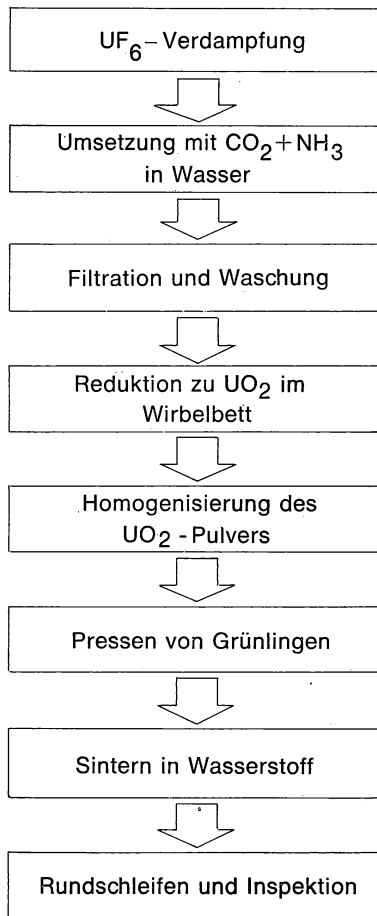 UF6-Verdampfung
Umsetzung mit CO2+NH3
in Wasser
Filtration und Waschung
Reduktion zu UO2 im
Wirbelbett
Homogenisierung des
UO2 - Pulvers
Pressen von Grünlingen
Sintern in Wasserstoff
Rundschleifen und Inspektion